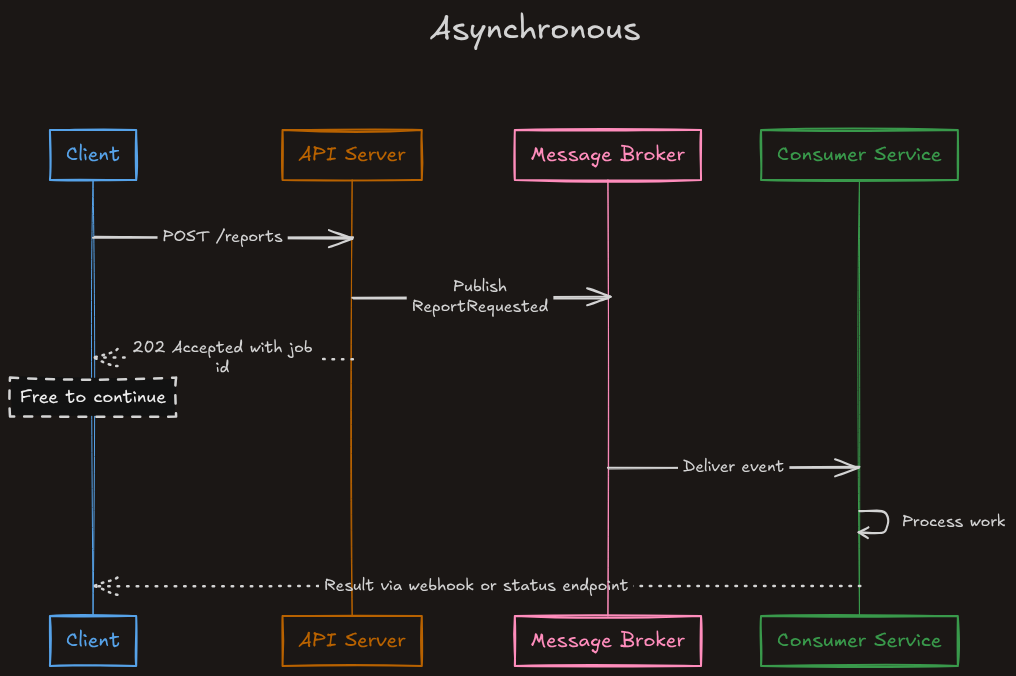 Asynchronous
Client
API Server
Message Broker
Consumer Service
POST /reports
Publish
ReportRequested
202 Accepted with job
id
Free to continue
Deliver event
Process work
Result via webhook or status endpoint
Client
API Server
Message Broker
Consumer Service